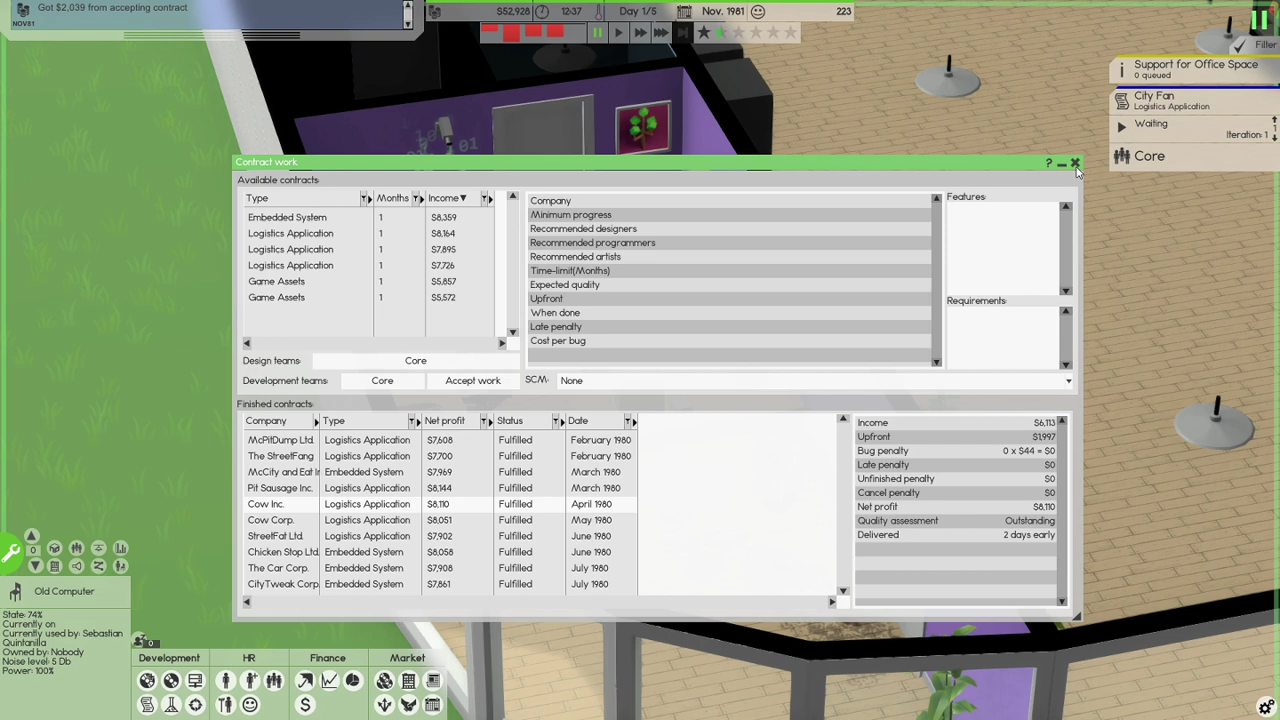 Got $2,039 from accepting contract
NOV81
$52,928
12:37
Day 1/5
Nov. 1981
223
Filter
Support for Office Space
0 queued
City Fan
Logistics Application
Waiting
Iteration: 1
1
Core
Contract work
?
Available contracts:
Type Months Income▼
Embedded System 1 $8,359
Logistics Application 1 $8,164
Logistics Application 1 $7,895
Logistics Application 1 $7,726
Game Assets 1 $5,857
Game Assets 1 $5,572
Company
Minimum progress
Recommended designers
Recommended programmers
Recommended artists
Time-limit(Months)
Expected quality
Upfront
When done
Late penalty
Cost per bug
Features:
Requirements:
Design teams: Core
Development teams: Core Accept work SCM: None
Finished contracts:
Company Type Net profit Status Date
McPitDump Ltd. Logistics Application $7,608 Fulfilled February 1980
The StreetFang Logistics Application $7,700 Fulfilled February 1980
McCity and Eat Ir Embedded System $7,969 Fulfilled March 1980
Pit Sausage Inc. Logistics Application $8,144 Fulfilled March 1980
Cow Inc. Logistics Application $8,110 Fulfilled April 1980
Cow Corp. Logistics Application $8,051 Fulfilled May 1980
StreetFat Ltd. Logistics Application $7,902 Fulfilled June 1980
Chicken Stop Ltd. Embedded System $8,058 Fulfilled June 1980
The Car Corp. Embedded System $7,908 Fulfilled July 1980
CityTweak Corp. Embedded System $7,861 Fulfilled July 1980
Income $6,113
Upfront $1,997
Bug penalty 0 x $44 = $0
Late penalty $0
Unfinished penalty $0
Cancel penalty $0
Net profit $8,110
Quality assessment Outstanding
Delivered 2 days early
0
Old Computer
State: 74%
Currently on
Currently used by: Sebastian
Quintanilla
Owned by: Nobody
Noise level: 5 Db
Power: 100%
0
Development HR Finance Market
$